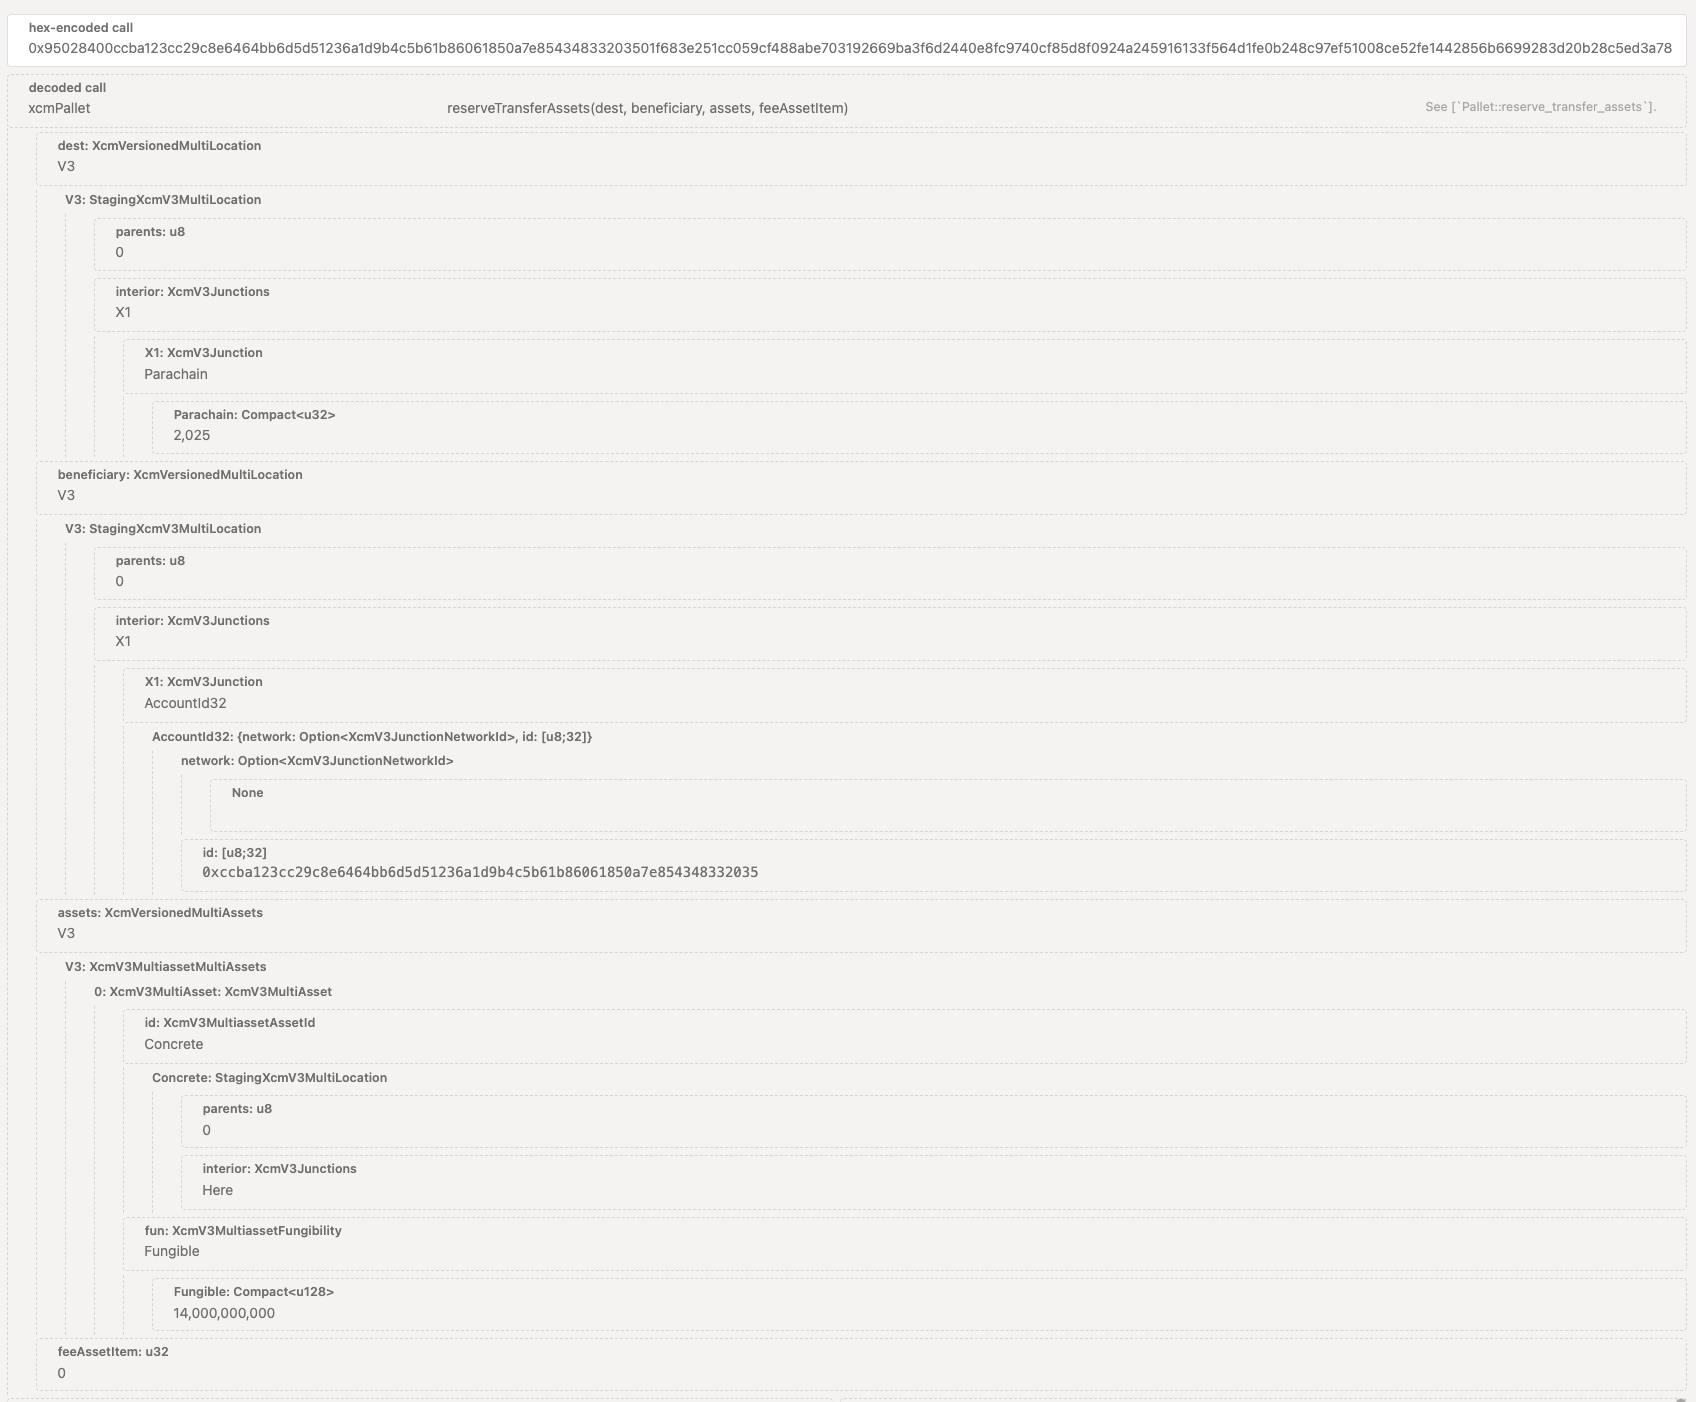 hex-encoded call
0x95028400ccba123cc29c8e6464bb6d5d51236a1d9b4c5b61b86061850a7e85434833203501f683e251cc059cf488abe703192669ba3f6d2440e8fc9740cf85d8f0924a245916133f564d1fe0b248c97ef51008ce52fe1442856b6699283d20b28c5ed3a78
decoded call
xcmPallet reserveTransferAssets(dest, beneficiary, assets, feeAssetItem) See [`Pallet::reserve_transfer_assets`].
dest: XcmVersionedMultiLocation
V3
V3: StagingXcmV3MultiLocation
parents: u8
0
interior: XcmV3Junctions
X1
X1: XcmV3Junction
Parachain
Parachain: Compact<u32>
2,025
beneficiary: XcmVersionedMultiLocation
V3
V3: StagingXcmV3MultiLocation
parents: u8
0
interior: XcmV3Junctions
X1
X1: XcmV3Junction
AccountId32
AccountId32: {network: Option<XcmV3JunctionNetworkId>, id: [u8;32]}
network: Option<XcmV3JunctionNetworkId>
None
id: [u8;32]
0xccba123cc29c8e6464bb6d5d51236a1d9b4c5b61b86061850a7e854348332035
assets: XcmVersionedMultiAssets
V3
V3: XcmV3MultiassetMultiAssets
0: XcmV3MultiAsset: XcmV3MultiAsset
id: XcmV3MultiassetAssetId
Concrete
Concrete: StagingXcmV3MultiLocation
parents: u8
0
interior: XcmV3Junctions
Here
fun: XcmV3MultiassetFungibility
Fungible
Fungible: Compact<u128>
14,000,000,000
feeAssetItem: u32
0